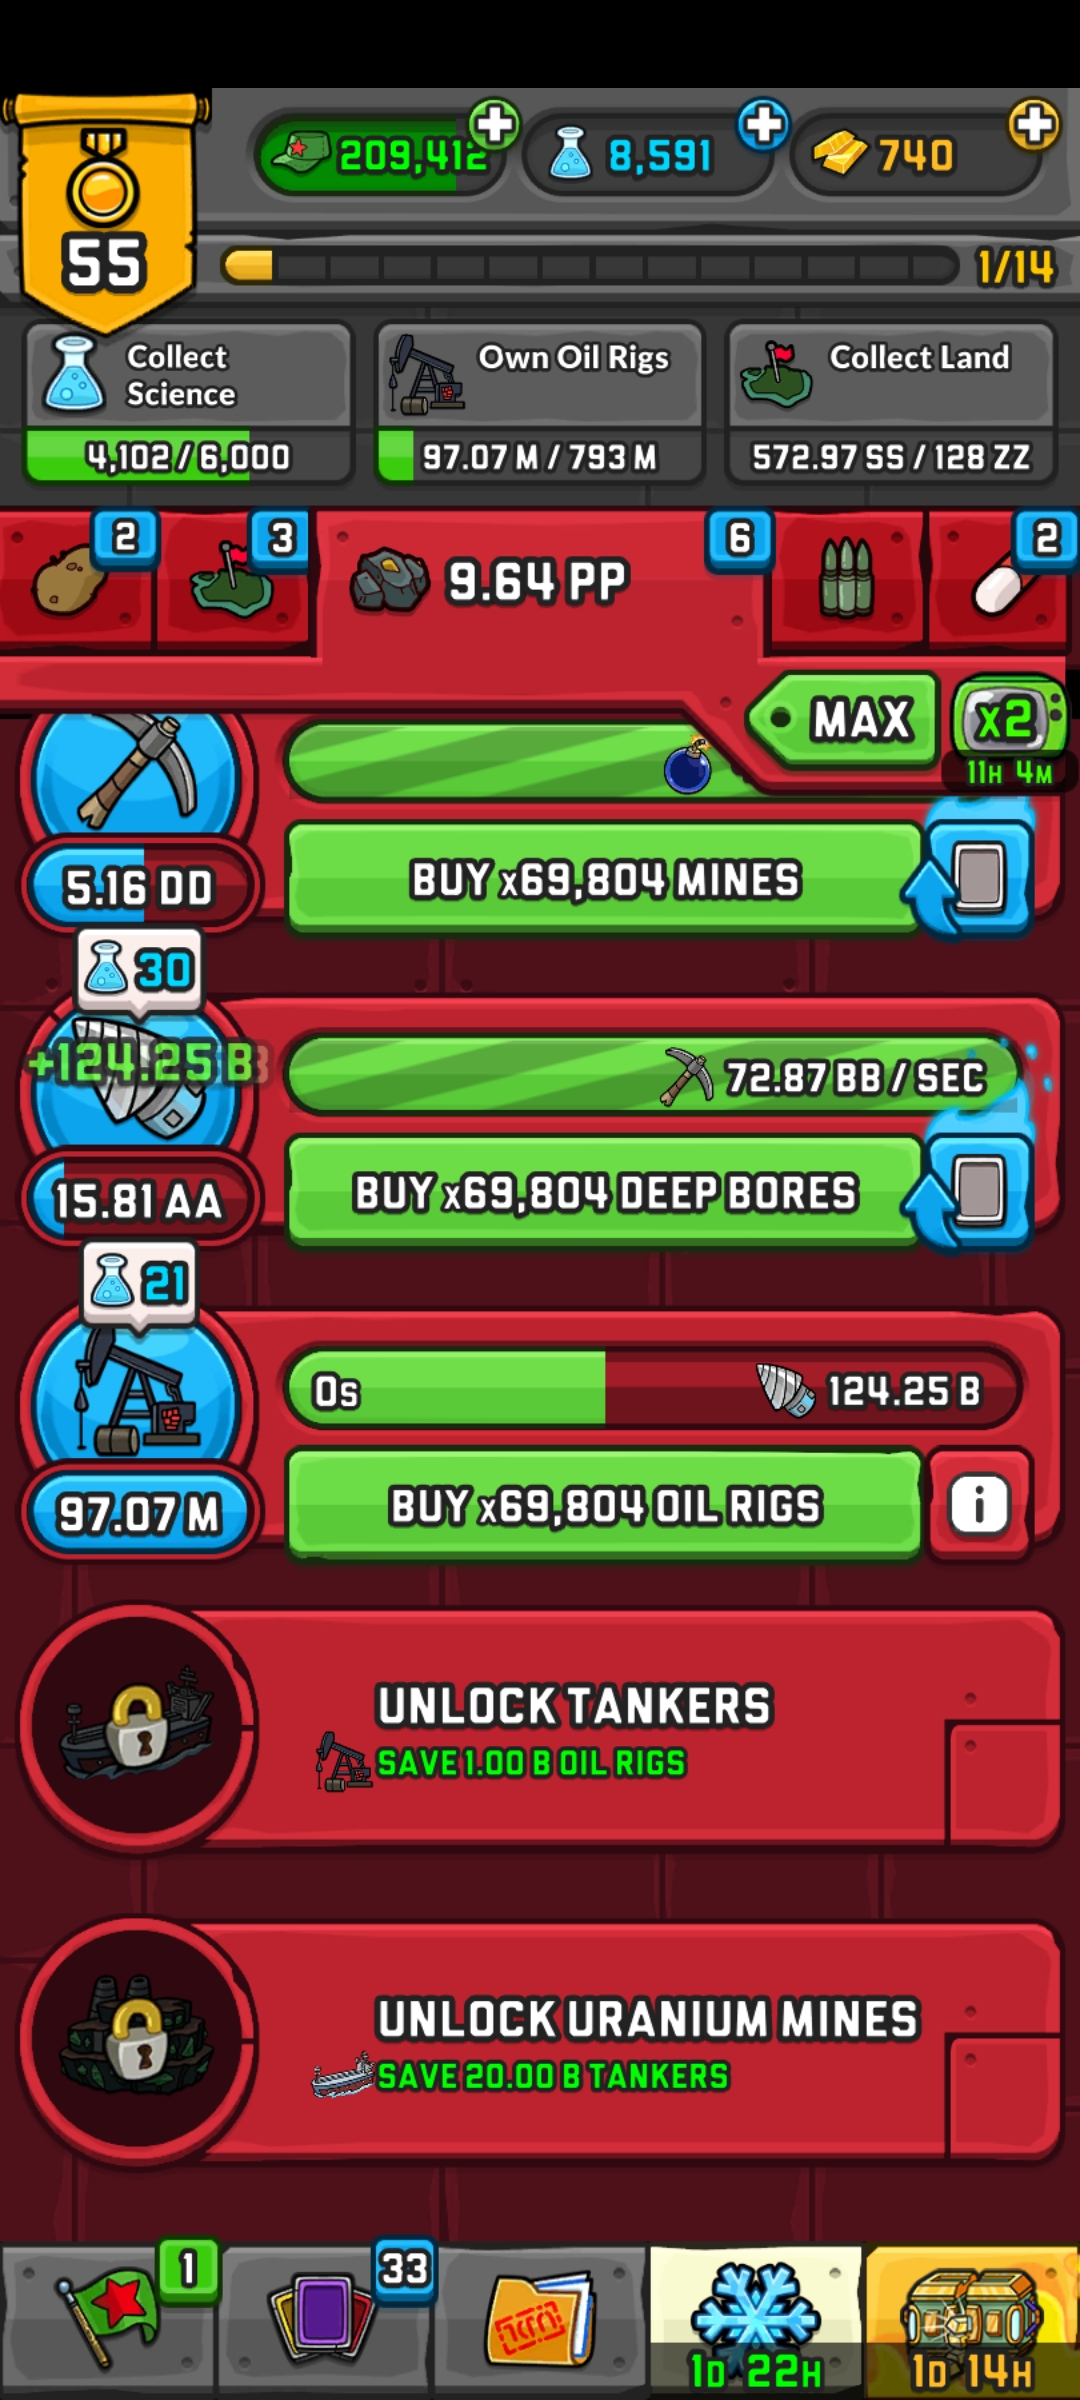 209,412
8,591
740
55
1/14
Collect
Science
4,102 / 6,000
Own Oil Rigs
97.07 M / 793 M
Collect Land
572.97 SS / 128 ZZ
2
3
9.64 PP
6
2
MAX
x2
11H 4M
BUY x69,804 MINES
5.16 DD
30
+124.25 B
72.87 BB / SEC
BUY x69,804 DEEP BORES
15.81 AA
21
0s
124.25 B
BUY x69,804 OIL RIGS
i
97.07 M
UNLOCK TANKERS
SAVE 1.00 B OIL RIGS
UNLOCK URANIUM MINES
SAVE 20.00 B TANKERS
1
33
1D 22H
1D 14H